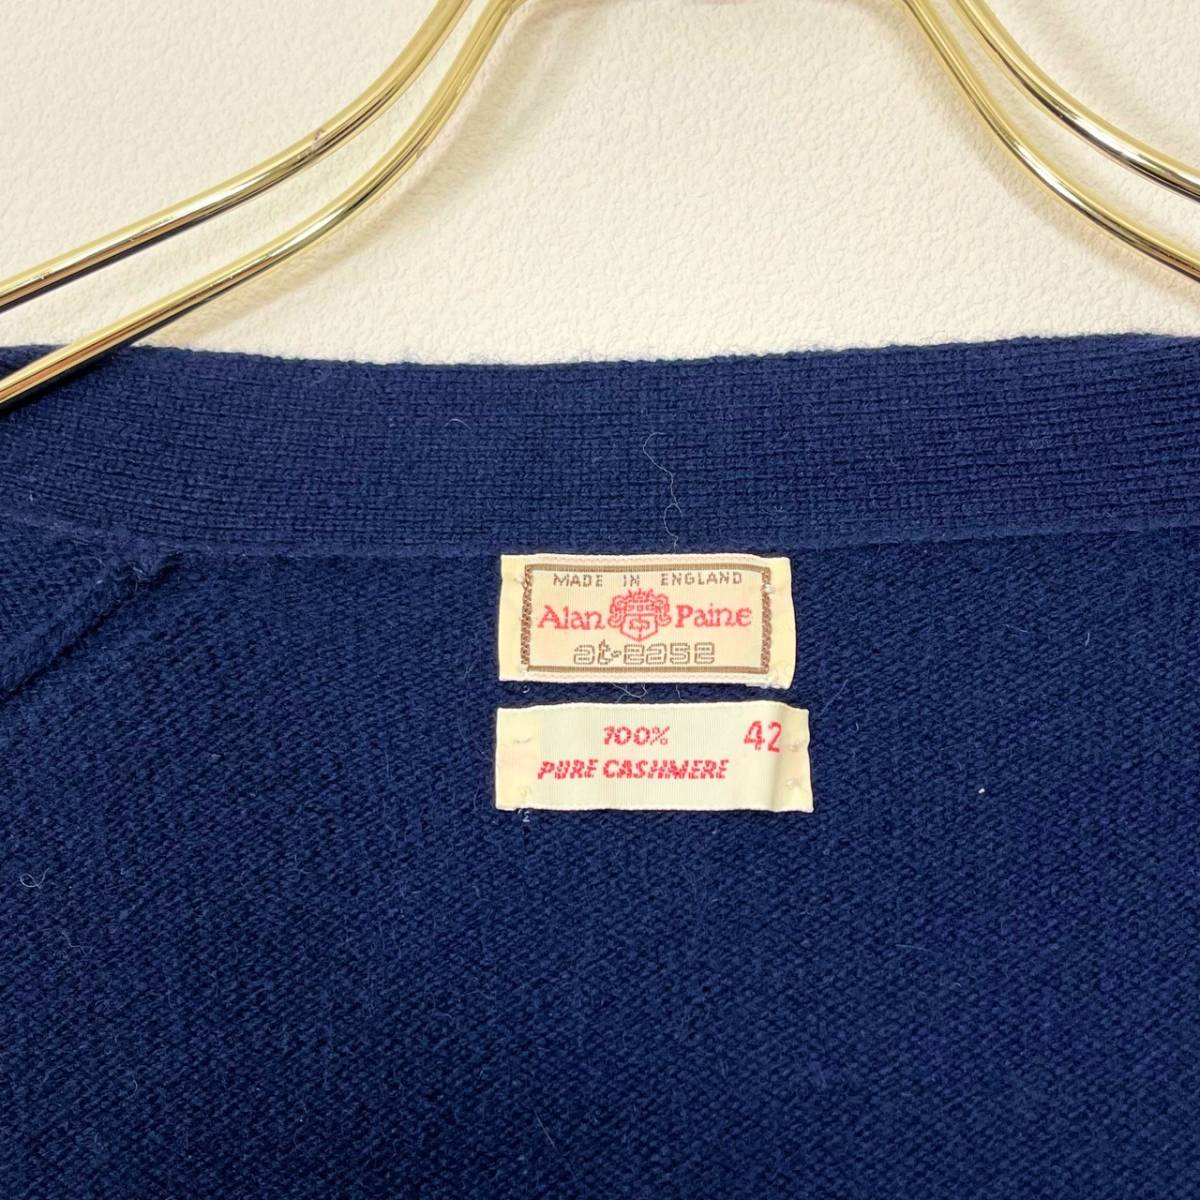 MADE IN ENGLAND
Alan Paine
at-ease
100% 42
PURE CASHMERE